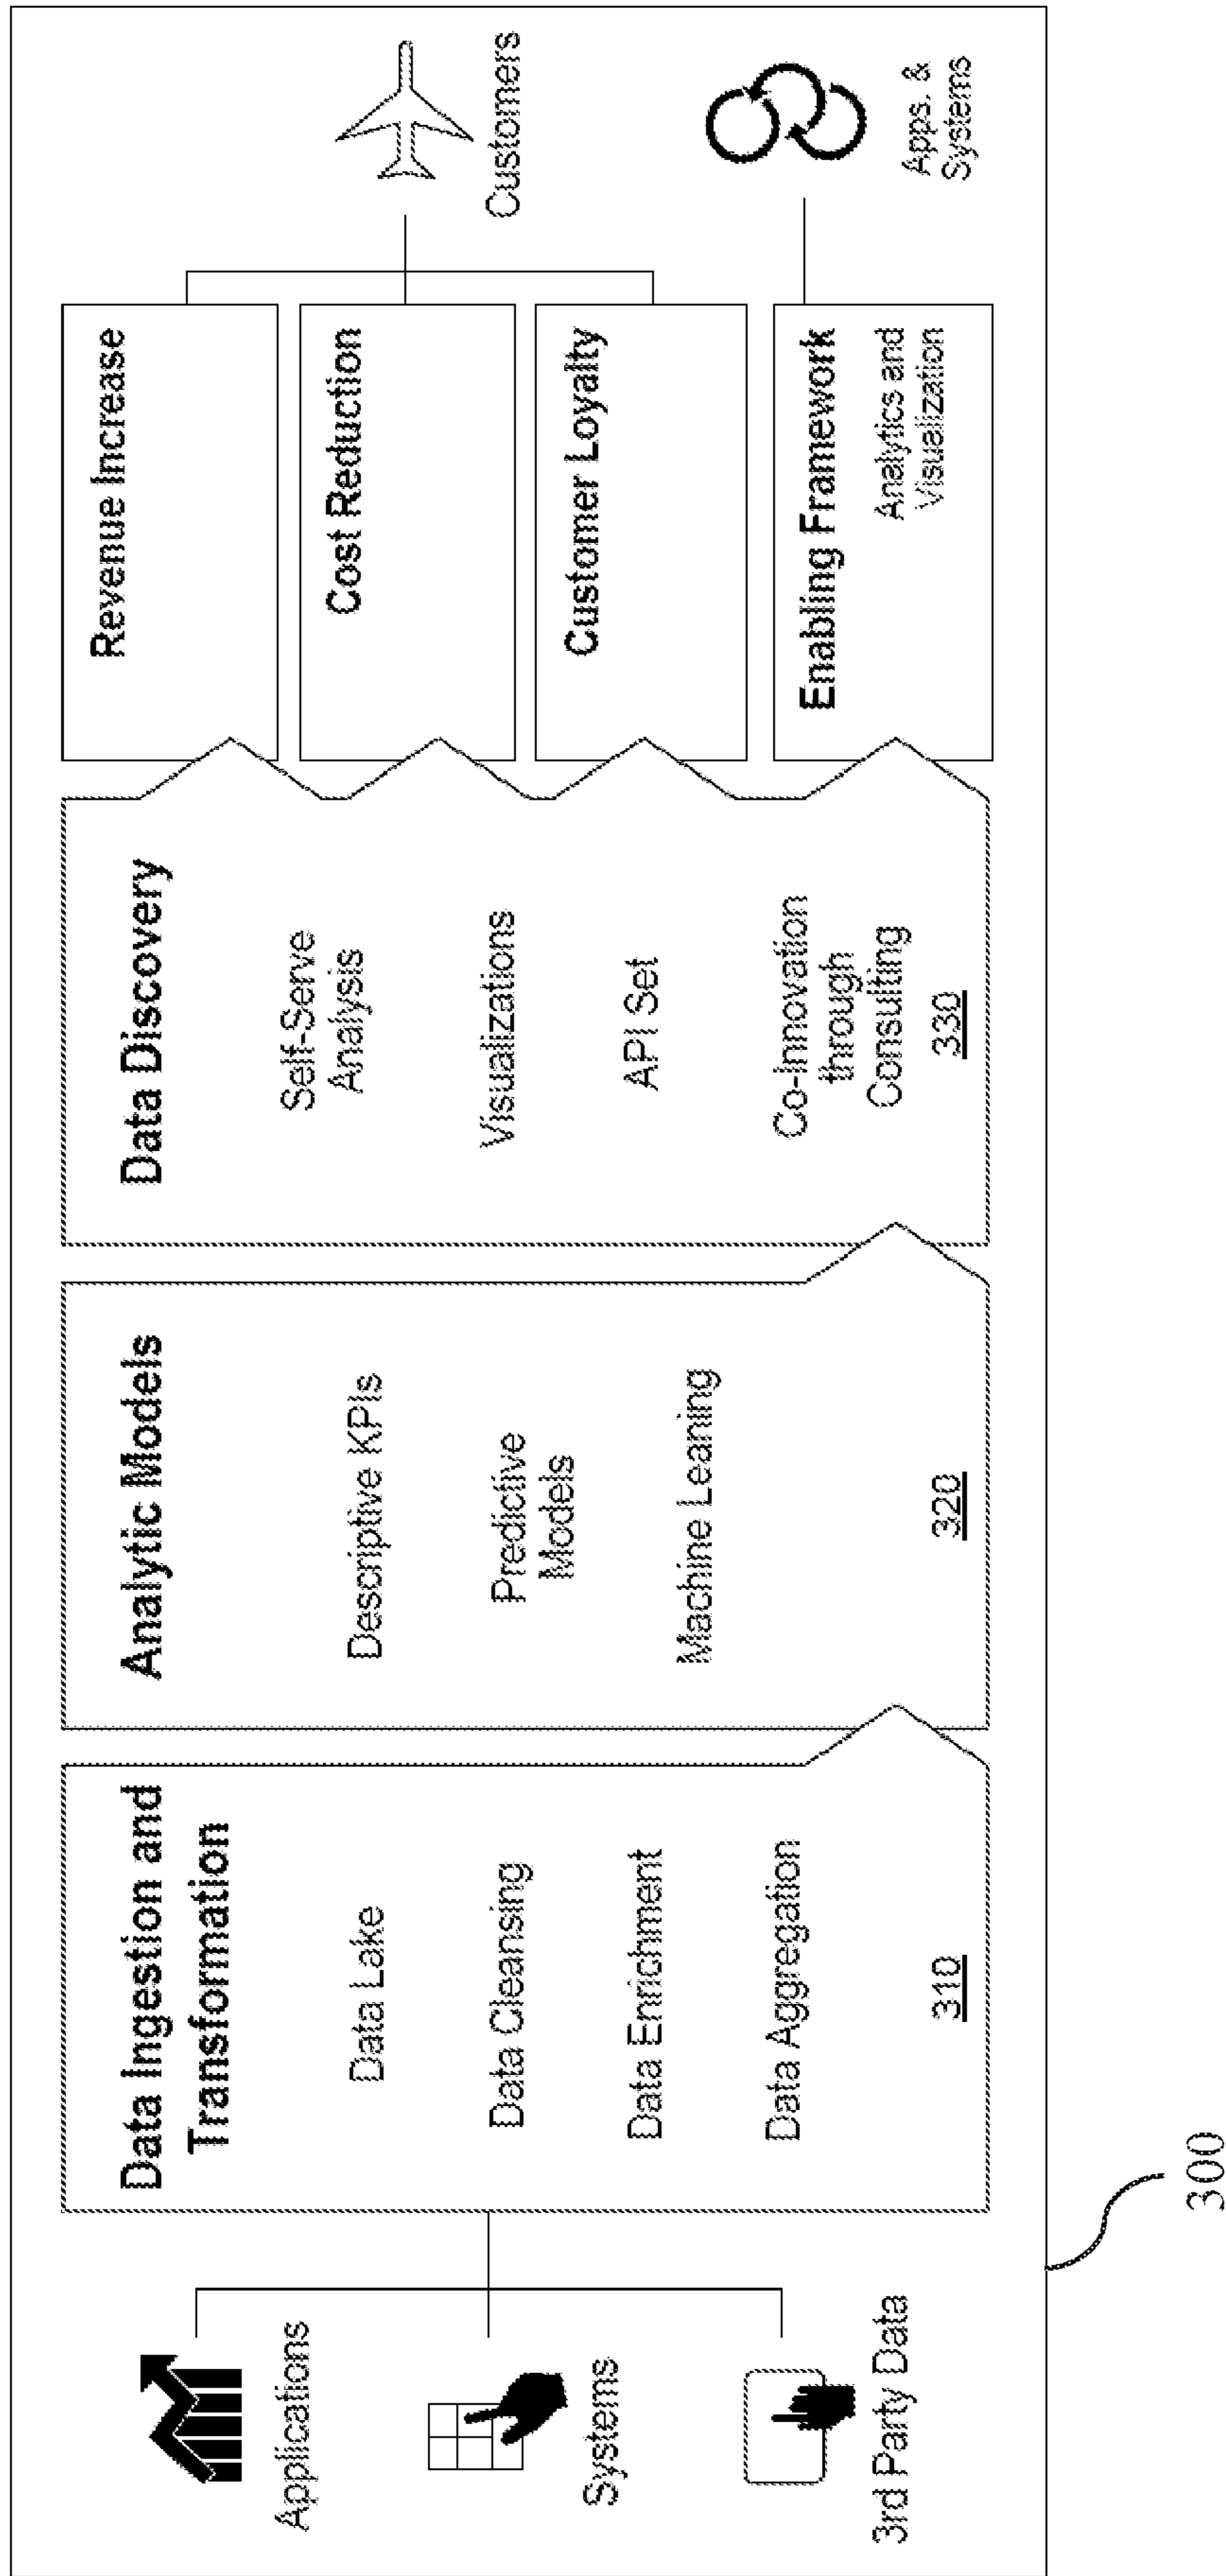 Applications
Systems
3rd Party Data
Data Ingestion and
Transformation
Data Lake
Data Cleansing
Data Enrichment
Data Aggregation
310
Analytic Models
Descriptive KPIs
Predictive
Models
Machine Leaning
320
Data Discovery
Self-Serve
Analysis
Visualizations
API Set
Co-Innovation
through
Consulting
330
Revenue Increase
Cost Reduction
Customer Loyalty
Enabling Framework
Analytics and
Visualization
Customers
Apps. &
Systems
300